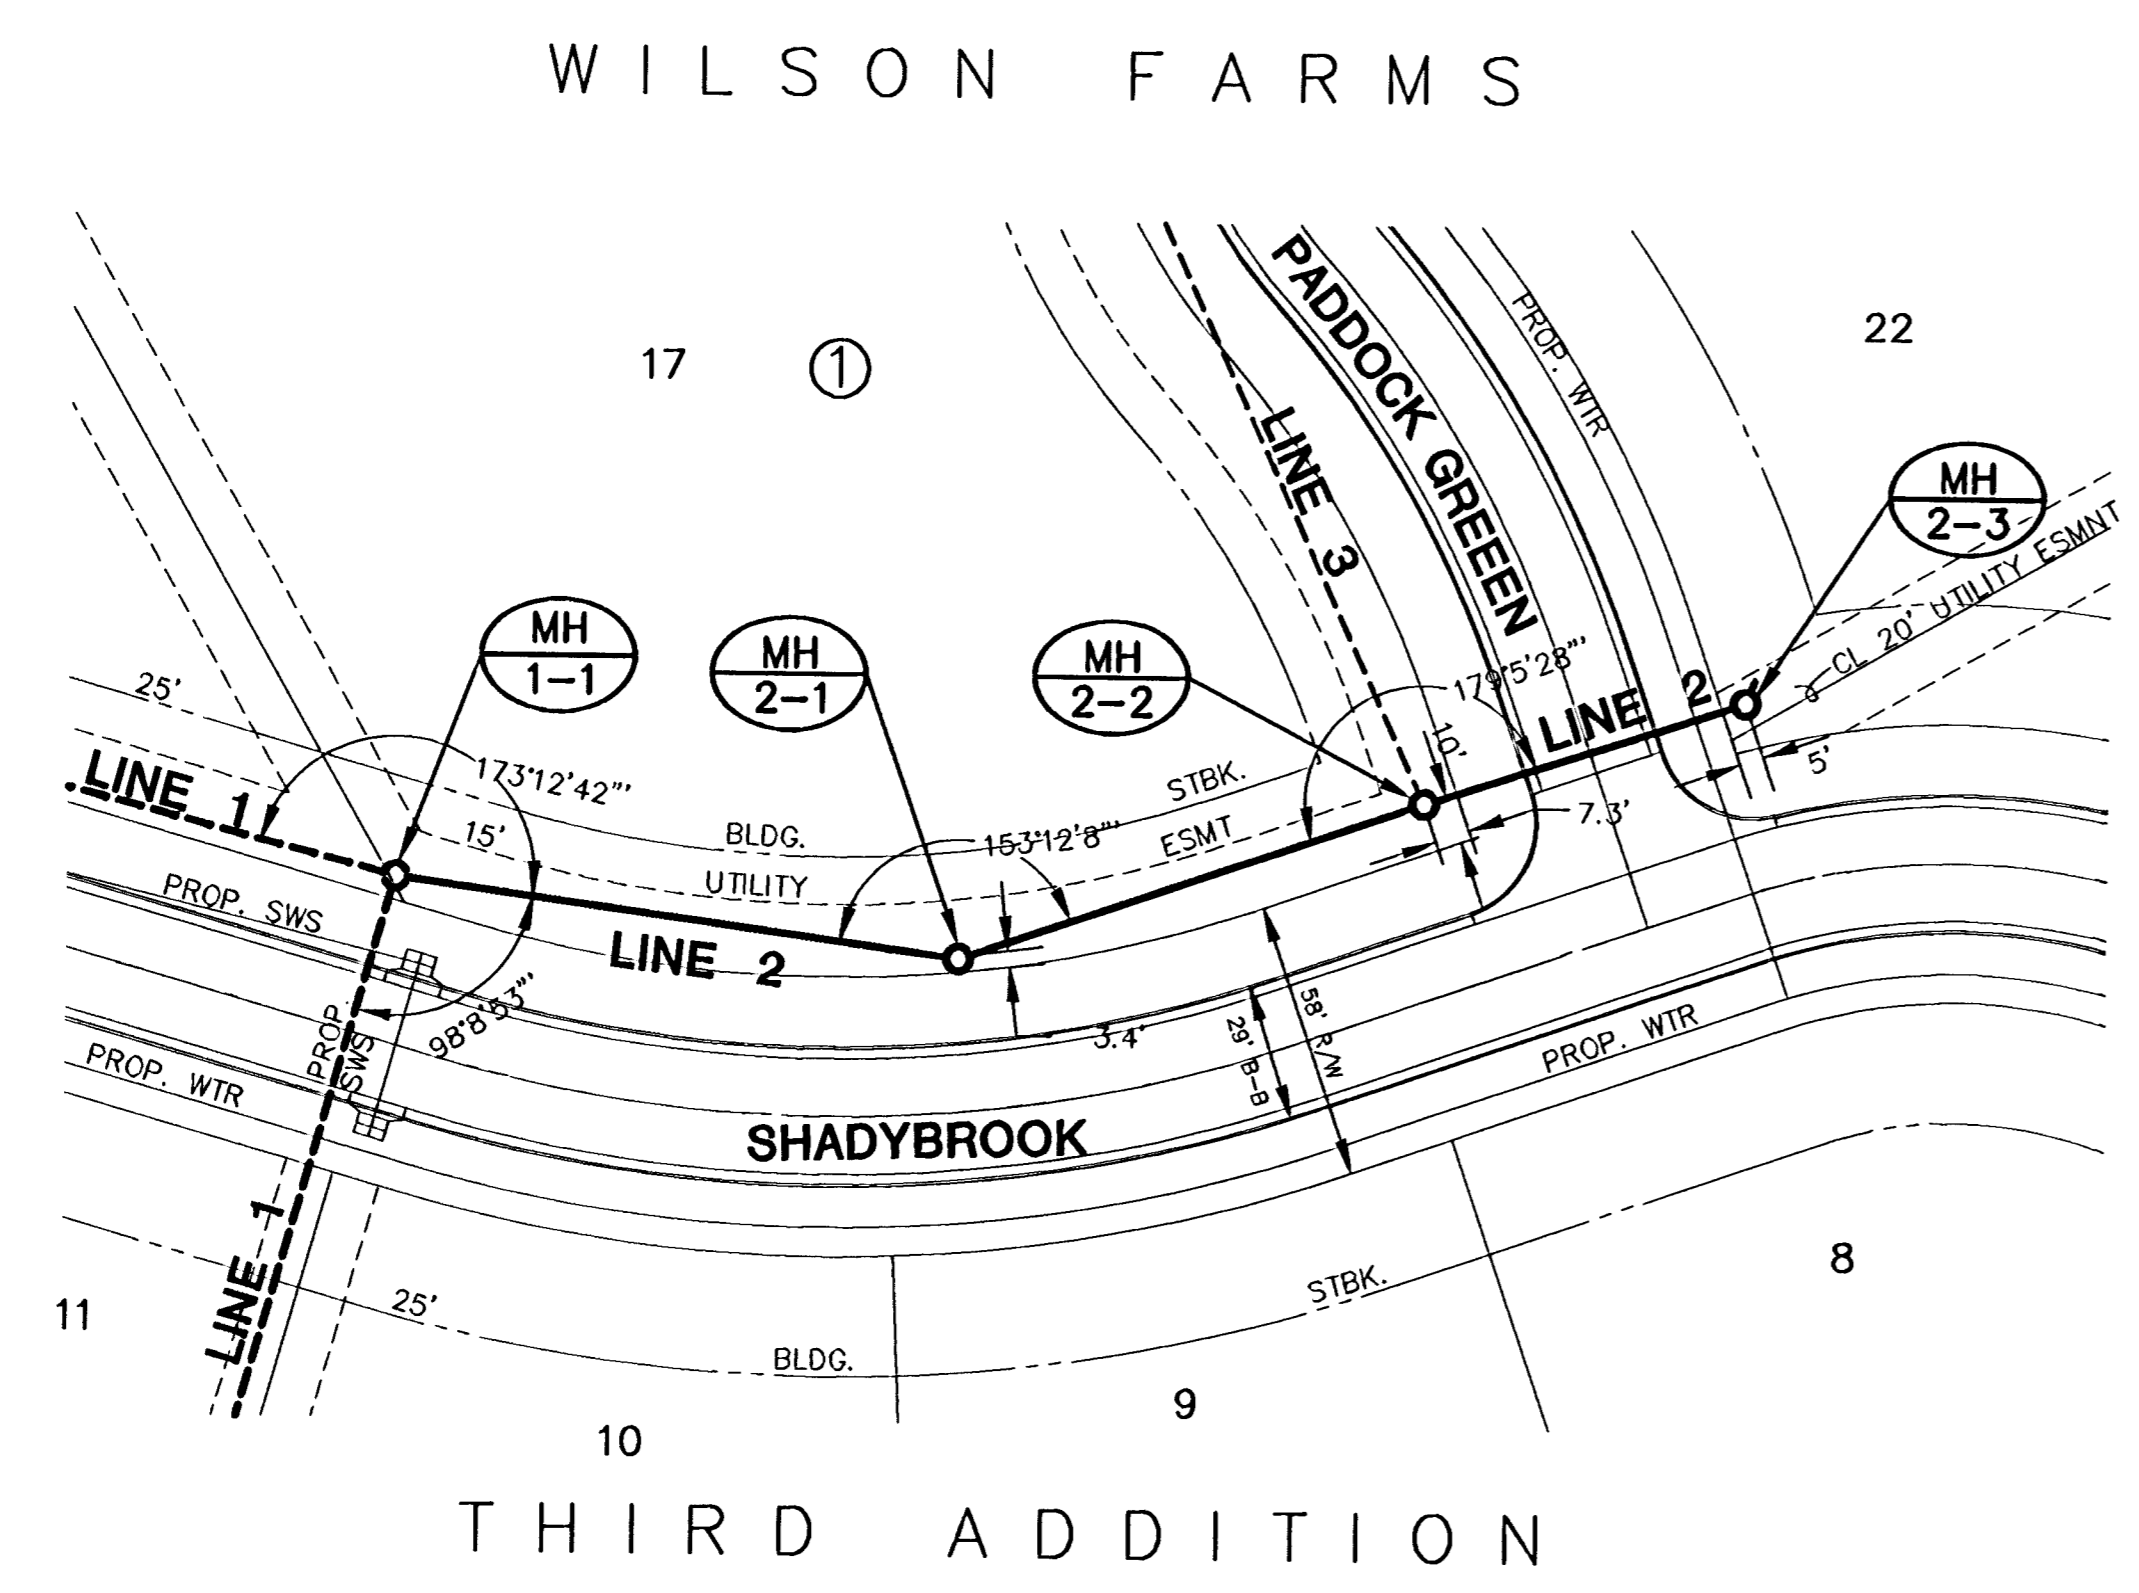 WILSON FARMS
17
1
22
PADDOCK GREEEN
PROP. WTR
LINE 3
MH
2-3
CL 20' UTILITY ESMNT
MH
1-1
MH
2-1
MH
2-2
179°5'28"'
LINE 2
25'
LINE 1
173°12'42"'
15'
BLDG.
STBK.
UTILITY
ESMT
153°12'8"'
10'
7.3'
5'
PROP. SWS
LINE 2
PROP.
SWS
98°8'53"'
3.4'
29' B-B
58' R/W
PROP. WTR
PROP. WTR
SHADYBROOK
LINE 1
11
25'
BLDG.
STBK.
8
9
10
THIRD ADDITION